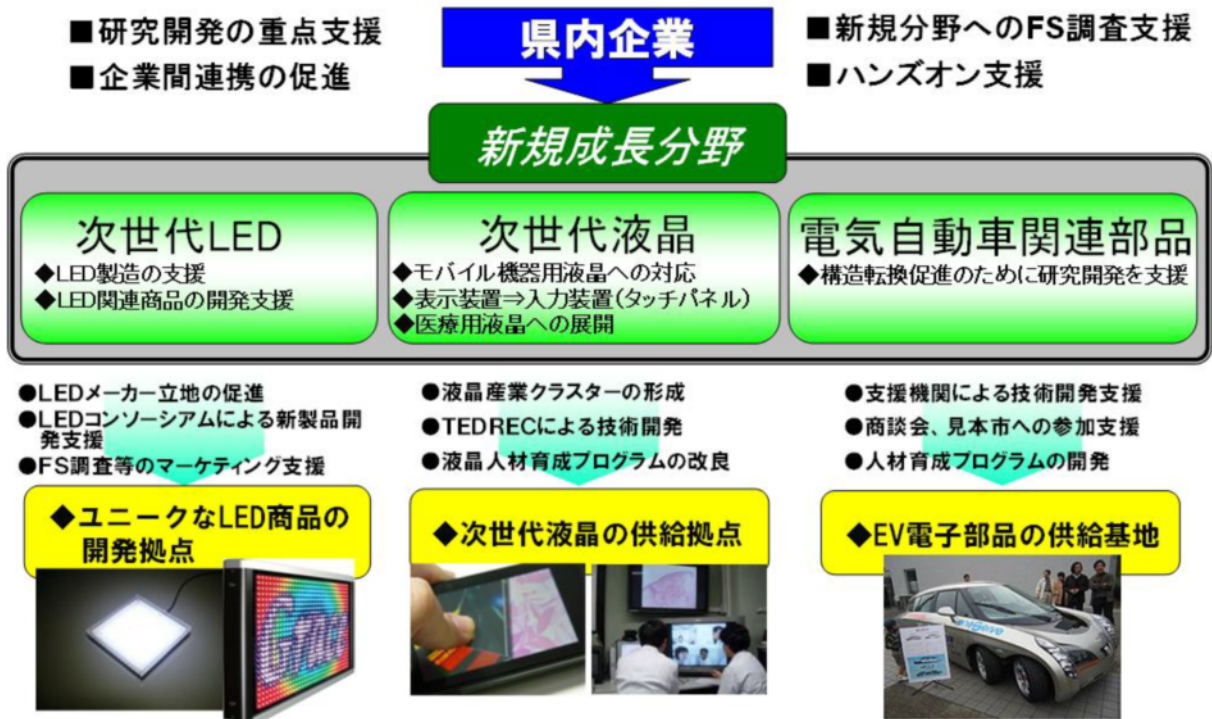 ■研究開発の重点支援
■企業間連携の促進
県内企業
■新規分野へのFS調査支援
■ハンズオン支援
新規成長分野
次世代LED
◆LED製造の支援
◆LED関連商品の開発支援
次世代液晶
◆モバイル機器用液晶への対応
◆表示装置⇒入力装置(タッチパネル)
◆医療用液晶への展開
電気自動車関連部品
◆構造転換促進のために研究開発を支援
●LEDメーカー立地の促進
●LEDコンソーシアムによる新製品開
発支援
●FS調査等のマーケティング支援
●液晶産業クラスターの形成
●TEDRECによる技術開発
●液晶人材育成プログラムの改良
●支援機関による技術開発支援
●商談会、見本市への参加支援
●人材育成プログラムの開発
◆ユニークなLED商品の
開発拠点
◆次世代液晶の供給拠点
◆EV電子部品の供給基地